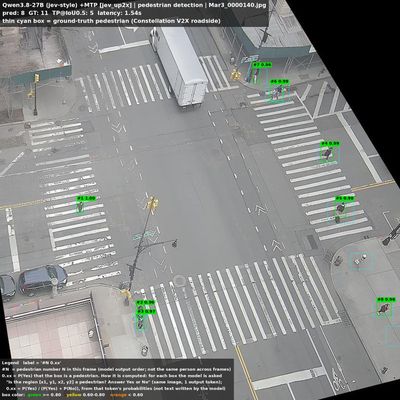 Qwen3.8-27B (jev-style) +MTP [jev_up2x] | pedestrian detection | Mar3_0000140.jpg
pred: 8 GT: 11 TP@IoU0.5: 5 latency: 1.54s
thin cyan box = ground-truth pedestrian (Constellation V2X roadside)
#7 0.86
#6 0.99
#4 0.99
#5 0.99
#1 1.00
#8 0.98
#2 0.96
#3 0.97
Legend label = '#N 0.xx'
#N = pedestrian number N in this frame (model output order; not the same person across frames)
0.xx = P(Yes) that the box is a pedestrian. How it is computed: for each box the model is asked
"Is the region [x1, y1, x2, y2] a pedestrian? Answer Yes or No" (same image, 1 output token);
0.xx = P(Yes) / (P(Yes) + P(No)), from that token's probabilities (not text written by the model)
box color: green >= 0.80 yellow 0.60-0.80 orange < 0.60